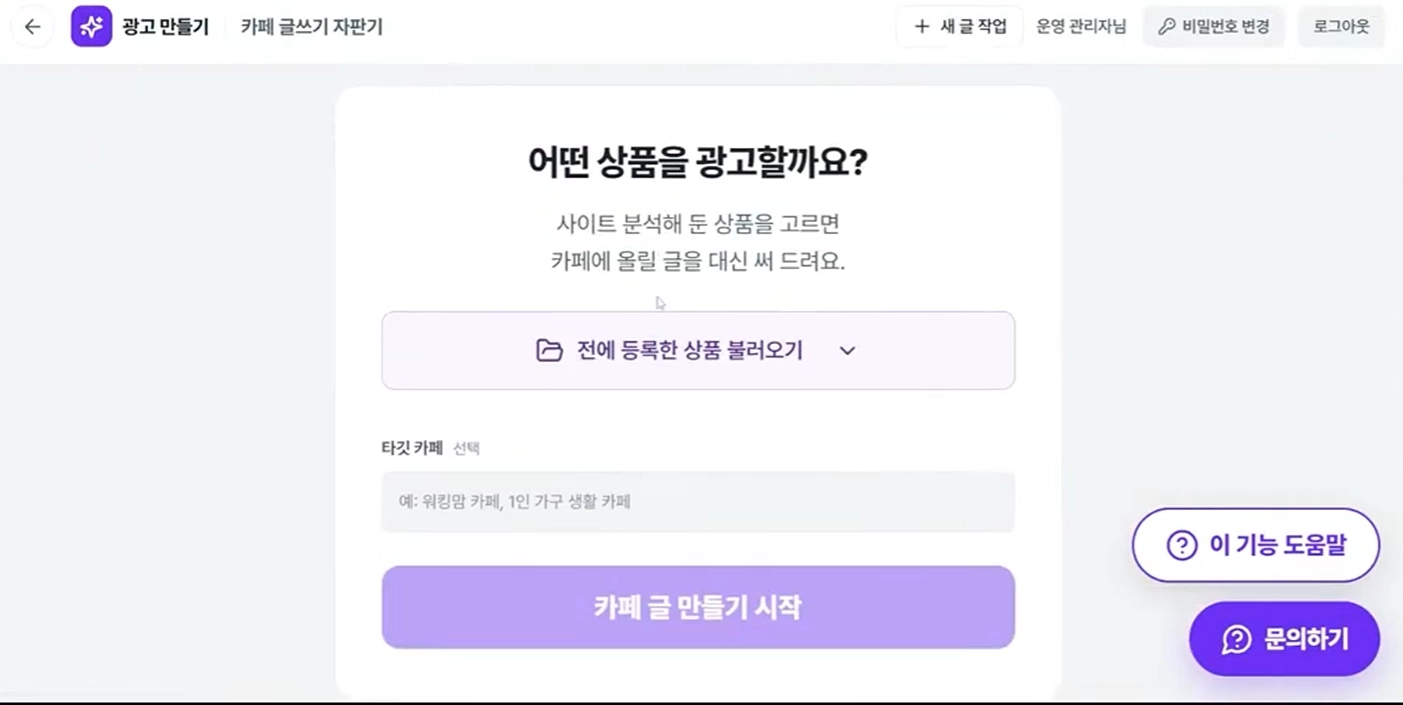 광고 만들기
카페 글쓰기 자판기
새 글 작업
운영 관리자님
비밀번호 변경
로그아웃
어떤 상품을 광고할까요?
사이트 분석해 둔 상품을 고르면
카페에 올릴 글을 대신 써 드려요.
전에 등록한 상품 불러오기
타깃 카페 선택
예: 워킹맘 카페, 1인 가구 생활 카페
카페 글 만들기 시작
이 기능 도움말
문의하기